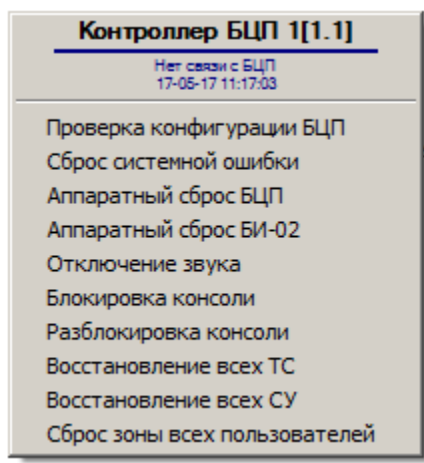 Контроллер БЦП 1[1.1]
Нет связи с БЦП
17-05-17 11:17:03
Проверка конфигурации БЦП
Сброс системной ошибки
Аппаратный сброс БЦП
Аппаратный сброс БИ-02
Отключение звука
Блокировка консоли
Разблокировка консоли
Восстановление всех ТС
Восстановление всех СУ
Сброс зоны всех пользователей